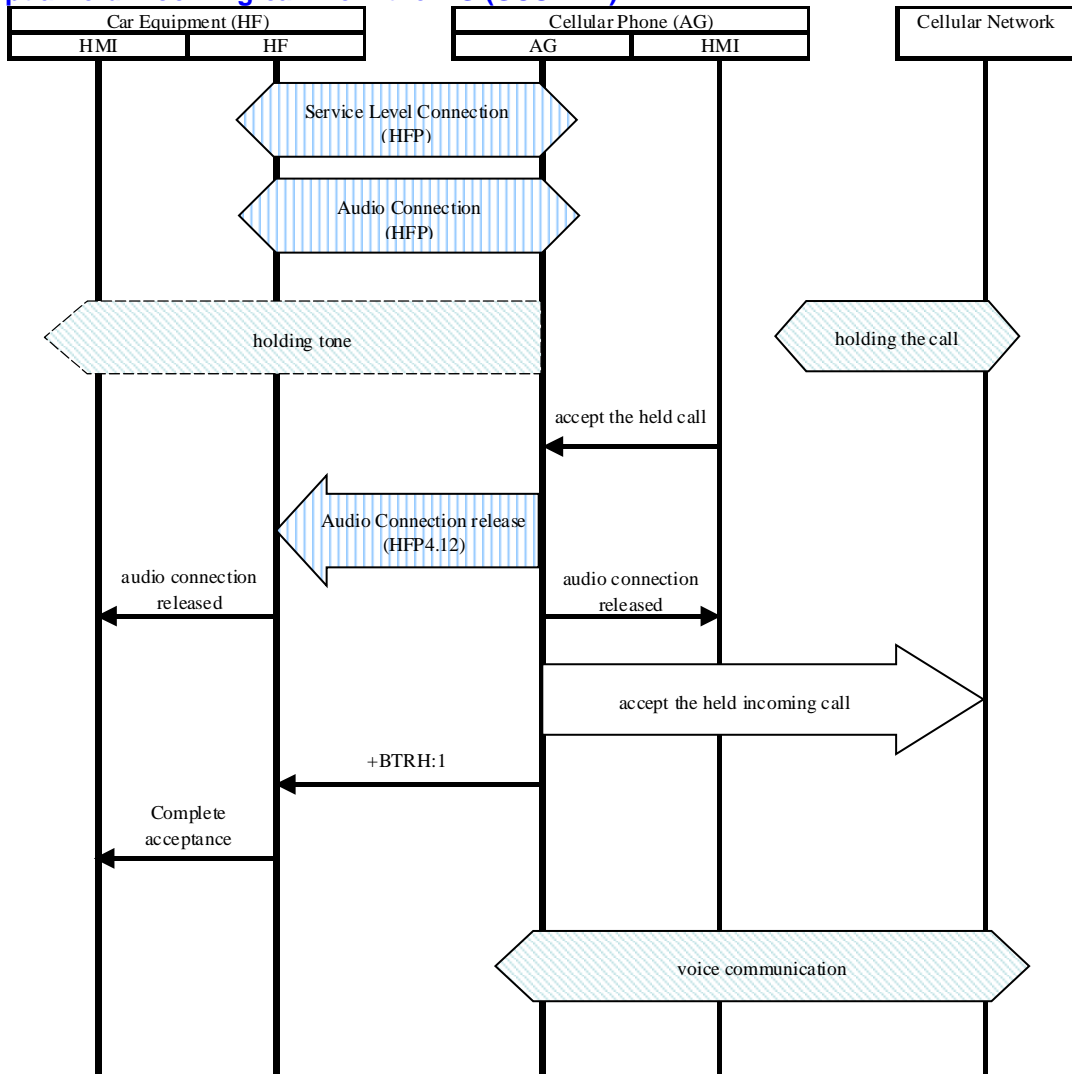 Car Equipment (HF)
Cellular Phone (AG)
Cellular Network
HMI
HF
AG
HMI
Service Level Connection
(HFP)
Audio Connection
(HFP)
holding tone
holding the call
accept the held call
Audio Connection release
(HFP4.12)
audio connection
released
audio connection
released
accept the held incoming call
+BTRH:1
Complete
acceptance
voice communication